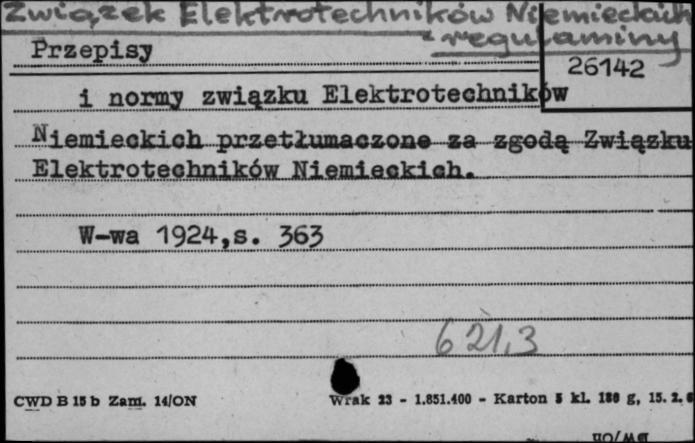 Związek Elektrotechników Niemieckich
regulaminy
Przepisy
26142
i normy związku Elektrotechników
Niemieckich przetłumaczone za zgodą Związku
Elektrotechników Niemieckich.
W-wa 1924,s. 363
621,3
CWD B 15 b Zam. 14/ON Wrak 23 - 1.851.400 - Karton 5 kl. 180 g, 15. 2. 6